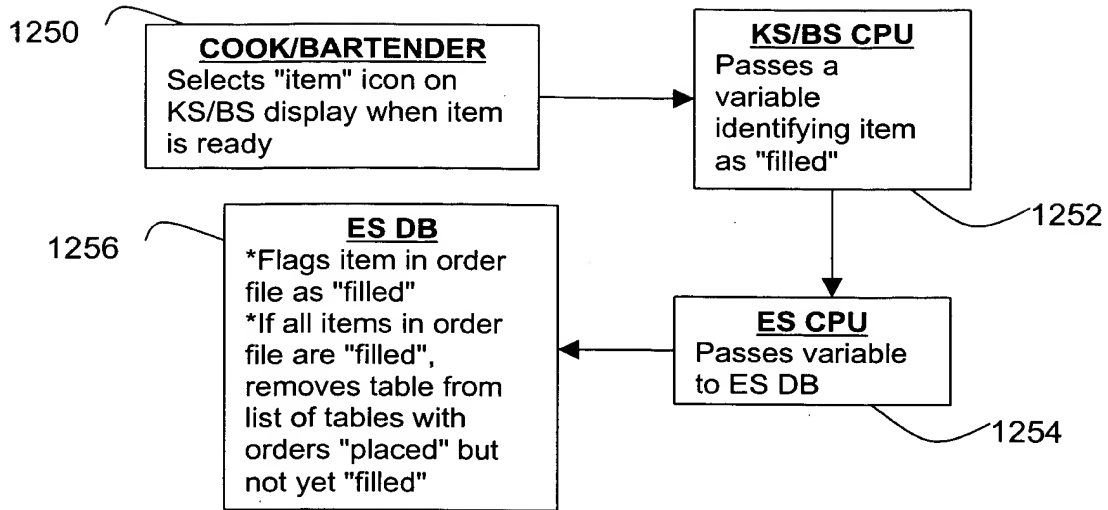 1250
COOK/BARTENDER
Selects "item" icon on
KS/BS display when item
is ready
KS/BS CPU
Passes a
variable
identifying item
as "filled"
1252
1256
ES DB
*Flags item in order
file as "filled"
*If all items in order
file are "filled",
removes table from
list of tables with
orders "placed" but
not yet "filled"
ES CPU
Passes variable
to ES DB
1254